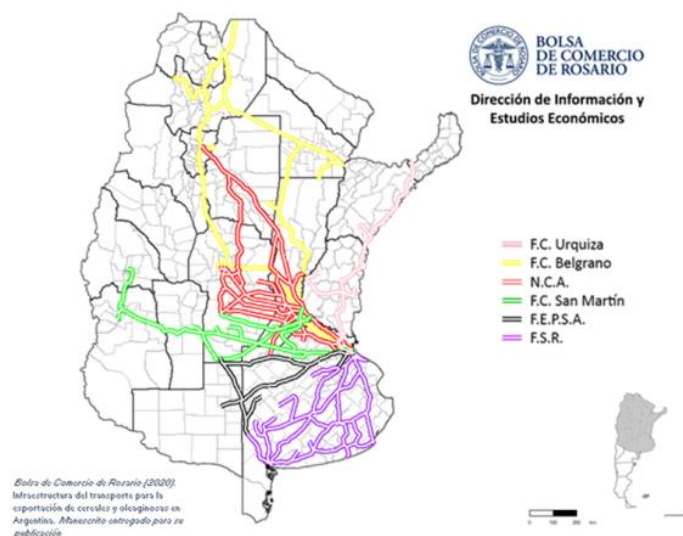 BOLSA
DE COMERCIO
DE ROSARIO
Dirección de Información y
Estudios Económicos
F.C. Urquiza
F.C. Belgrano
N.C.A.
F.C. San Martín
F.E.P.S.A.
F.S.R.
Bolsa de Comercio de Rosario (2020).
Infraestructura del transporte para la
exportación de cereales y oleaginosas en
Argentina. Manuscrito entregado para su
publicación